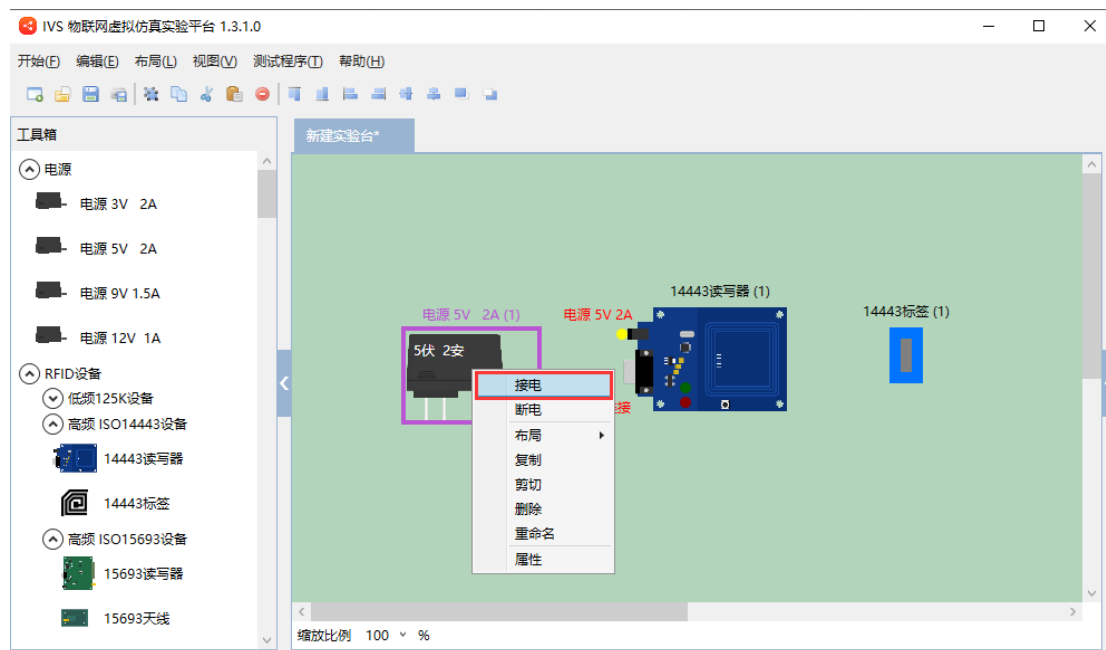 IVS 物联网虚拟仿真实验平台 1.3.1.0
开始(F) 编辑(E) 布局(L) 视图(V) 测试程序(T) 帮助(H)
工具箱
新建实验台*
电源
电源 3V 2A
电源 5V 2A
电源 9V 1.5A
电源 12V 1A
RFID设备
低频125K设备
高频 ISO14443设备
14443读写器
14443标签
高频 ISO15693设备
15693读写器
15693天线
14443读写器 (1)
电源 5V 2A (1)
电源 5V 2A
14443标签 (1)
5伏 2安
接电
断电
接
布局
复制
剪切
删除
重命名
属性
缩放比例 100 %